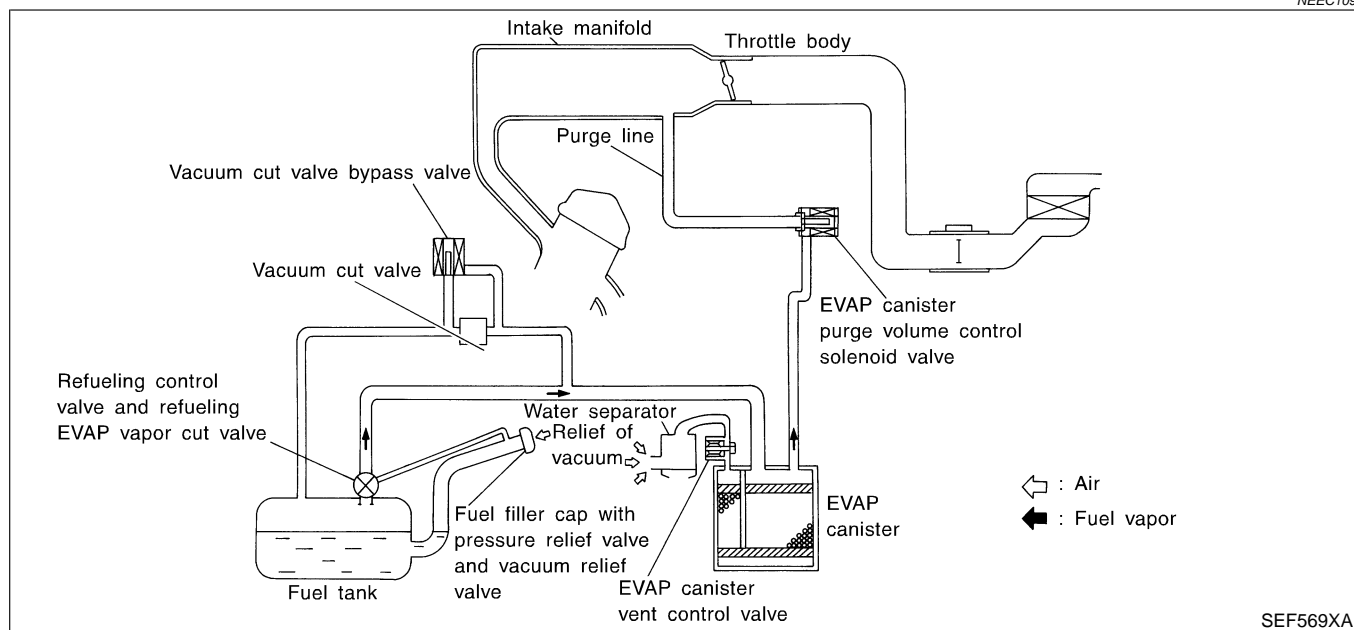 NEEC109
Intake manifold
Throttle body
Purge line
Vacuum cut valve bypass valve
Vacuum cut valve
EVAP canister
purge volume control
solenoid valve
Refueling control
valve and refueling
EVAP vapor cut valve
Water separator
Relief of
vacuum
: Air
: Fuel vapor
EVAP
canister
Fuel filler cap with
pressure relief valve
and vacuum relief
valve
Fuel tank
EVAP canister
vent control valve
SEF569XA